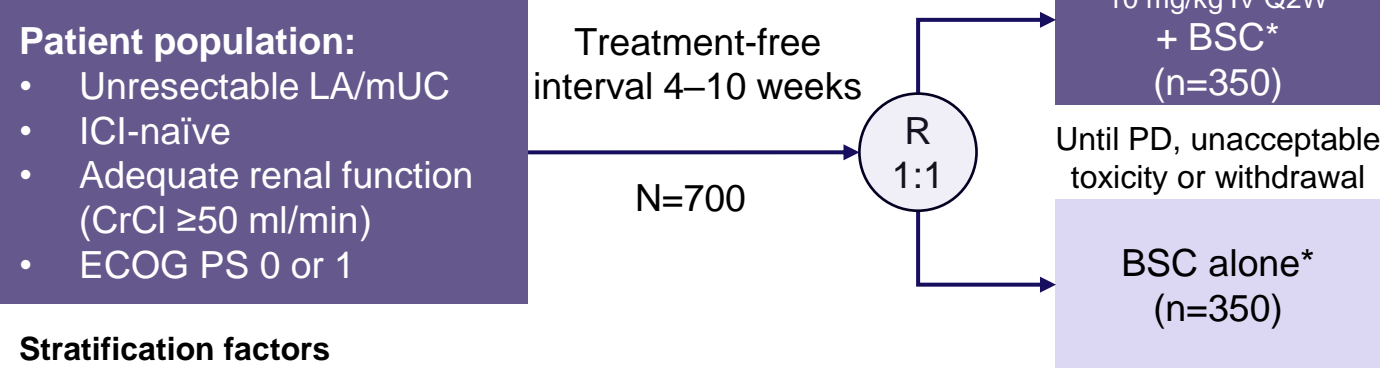 Patient population:
• Unresectable LA/mUC
• ICI-naïve
• Adequate renal function
(CrCl ≥50 ml/min)
• ECOG PS 0 or 1
Stratification factors
Treatment-free
interval 4–10 weeks
N=700
R
1:1
10 mg/kg IV Q2W
+ BSC*
(n=350)
Until PD, unacceptable
toxicity or withdrawal
BSC alone*
(n=350)